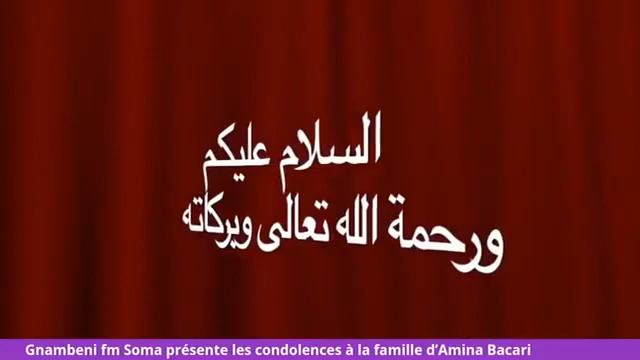 السلام عليكم
ورحمة الله تعالى وبركاته
Gnambeni fm Soma présente les condolences à la famille d’Amina Bacari